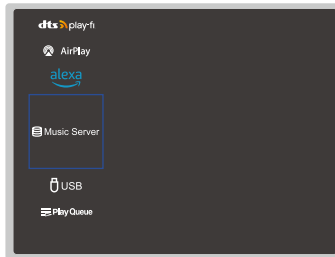 dts play-fi
AirPlay
alexa
Music Server
USB
Play Queue